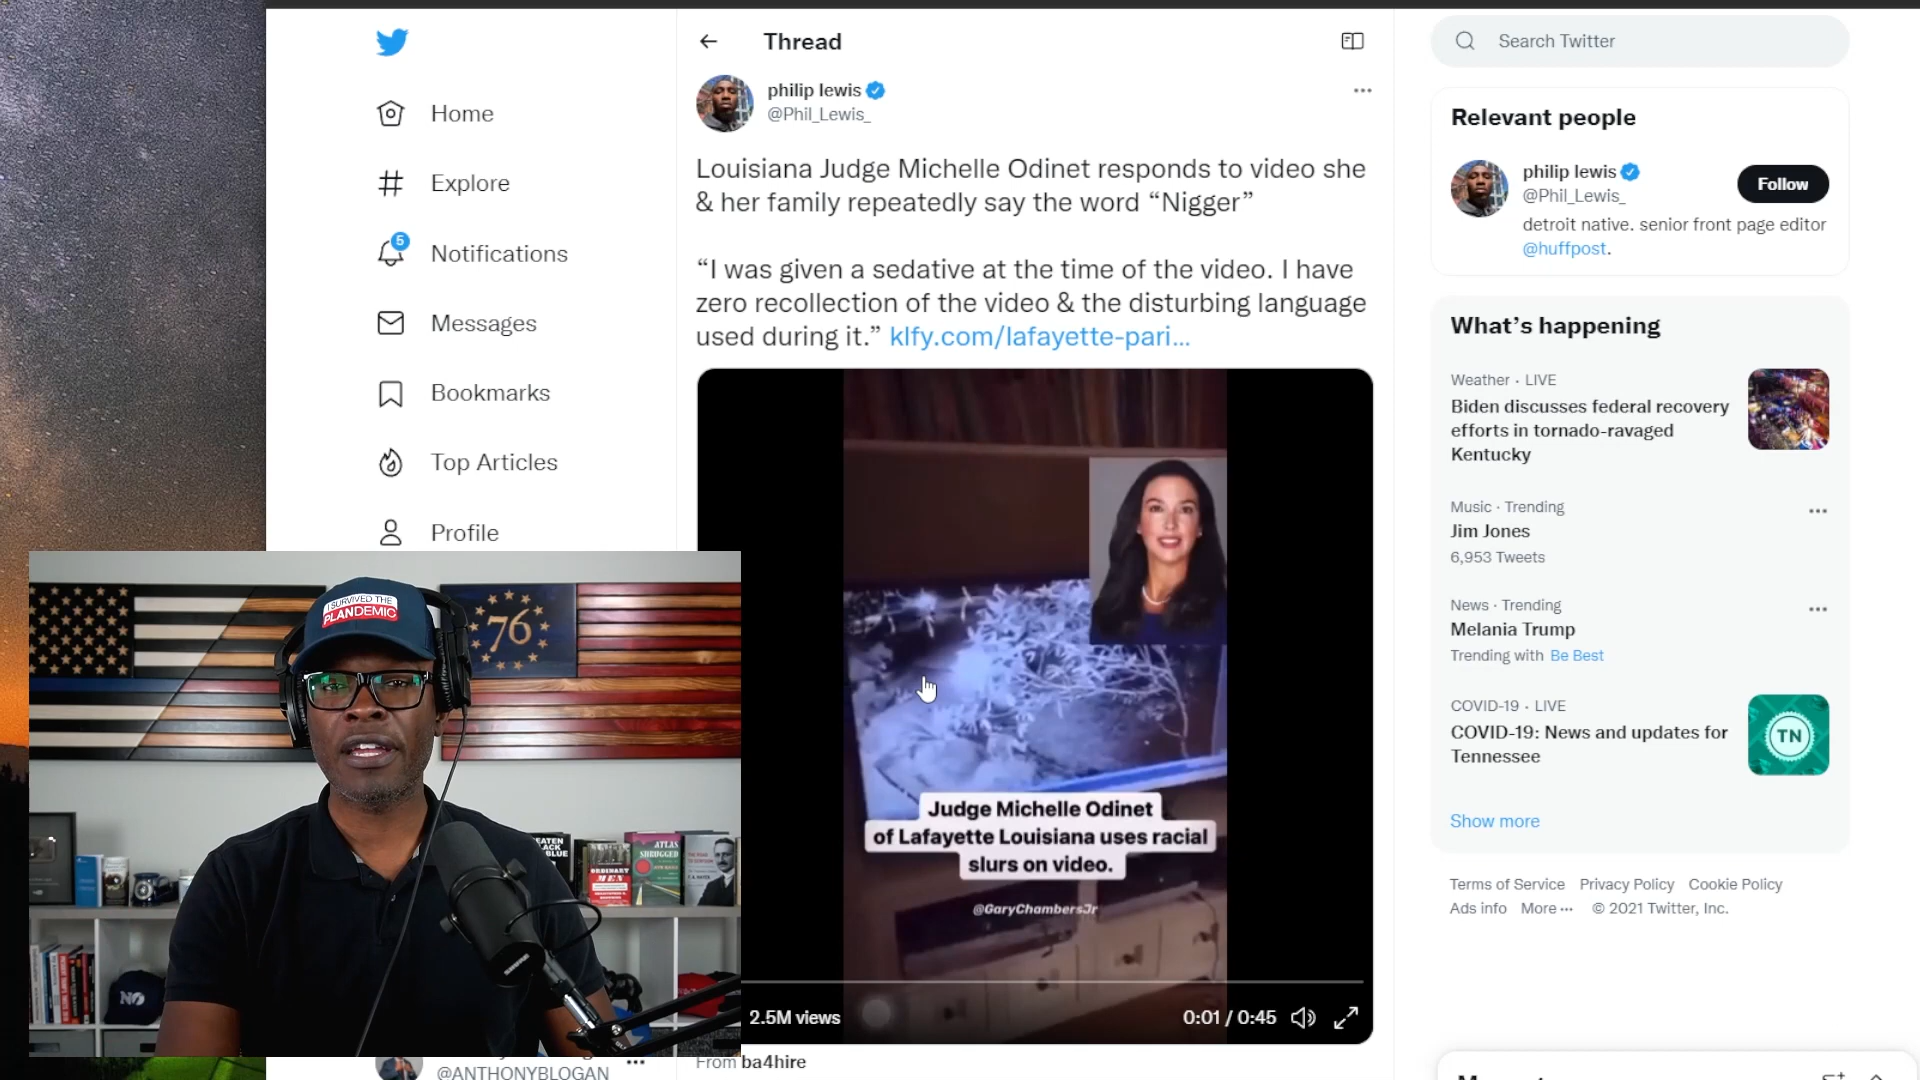 Thread
Search Twitter
Home
Explore
5
Notifications
Messages
Bookmarks
Top Articles
Profile
philip lewis
@Phil_Lewis_
Louisiana Judge Michelle Odinet responds to video she
& her family repeatedly say the word “Nigger”
“I was given a sedative at the time of the video. I have
zero recollection of the video & the disturbing language
used during it.” klfy.com/lafayette-pari...
Judge Michelle Odinet
of Lafayette Louisiana uses racial
slurs on video.
@GaryChambersJr
2.5M views
0:01 / 0:45
From ba4hire
Relevant people
philip lewis
@Phil_Lewis_
Follow
detroit native. senior front page editor
@huffpost.
What’s happening
Weather · LIVE
Biden discusses federal recovery
efforts in tornado-ravaged
Kentucky
Music · Trending
Jim Jones
6,953 Tweets
News · Trending
Melania Trump
Trending with Be Best
COVID-19 · LIVE
COVID-19: News and updates for
Tennessee
TN
Show more
Terms of Service Privacy Policy Cookie Policy
Ads info More ··· © 2021 Twitter, Inc.
I SURVIVED THE
PLANDEMIC
76
ATLAS
SHRUGGED
ORDINARY
MEN
NO
SHURE
@ANTHONYBLOGAN